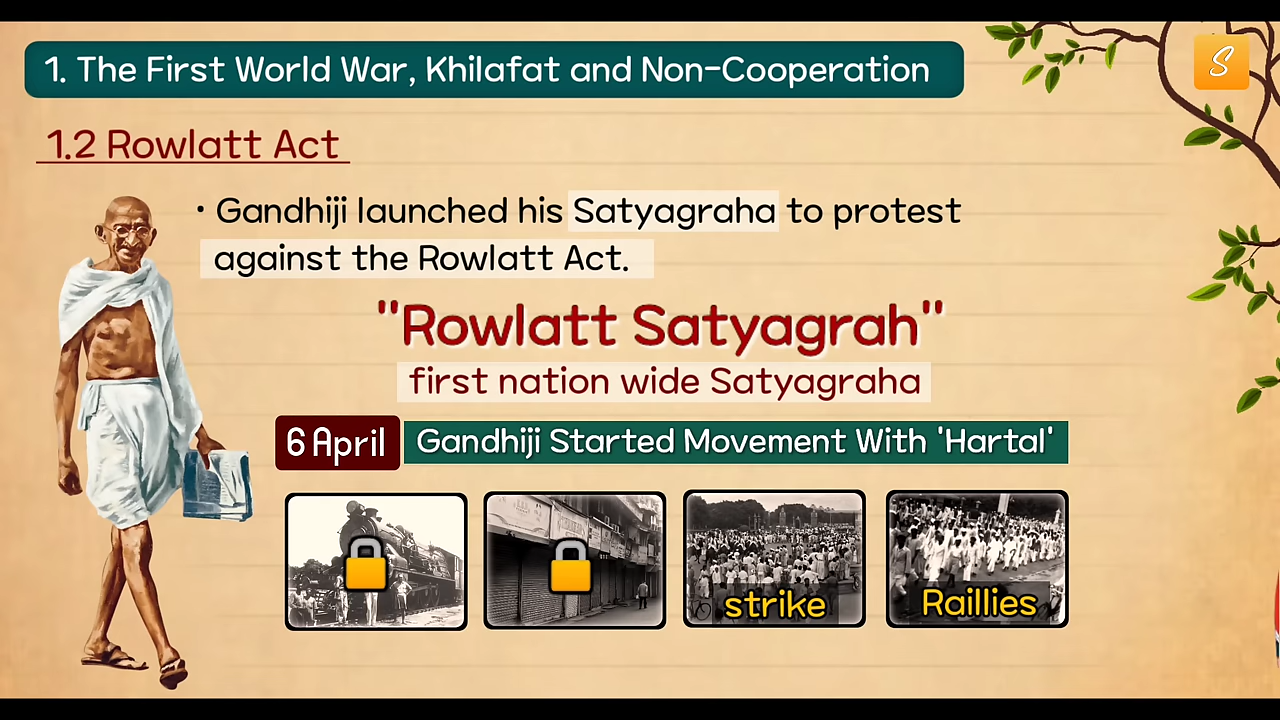 1. The First World War, Khilafat and Non-Cooperation
S
1.2 Rowlatt Act
• Gandhiji launched his Satyagraha to protest
against the Rowlatt Act.
"Rowlatt Satyagrah"
first nation wide Satyagraha
6 April
Gandhiji Started Movement With 'Hartal'
strike
Raillies